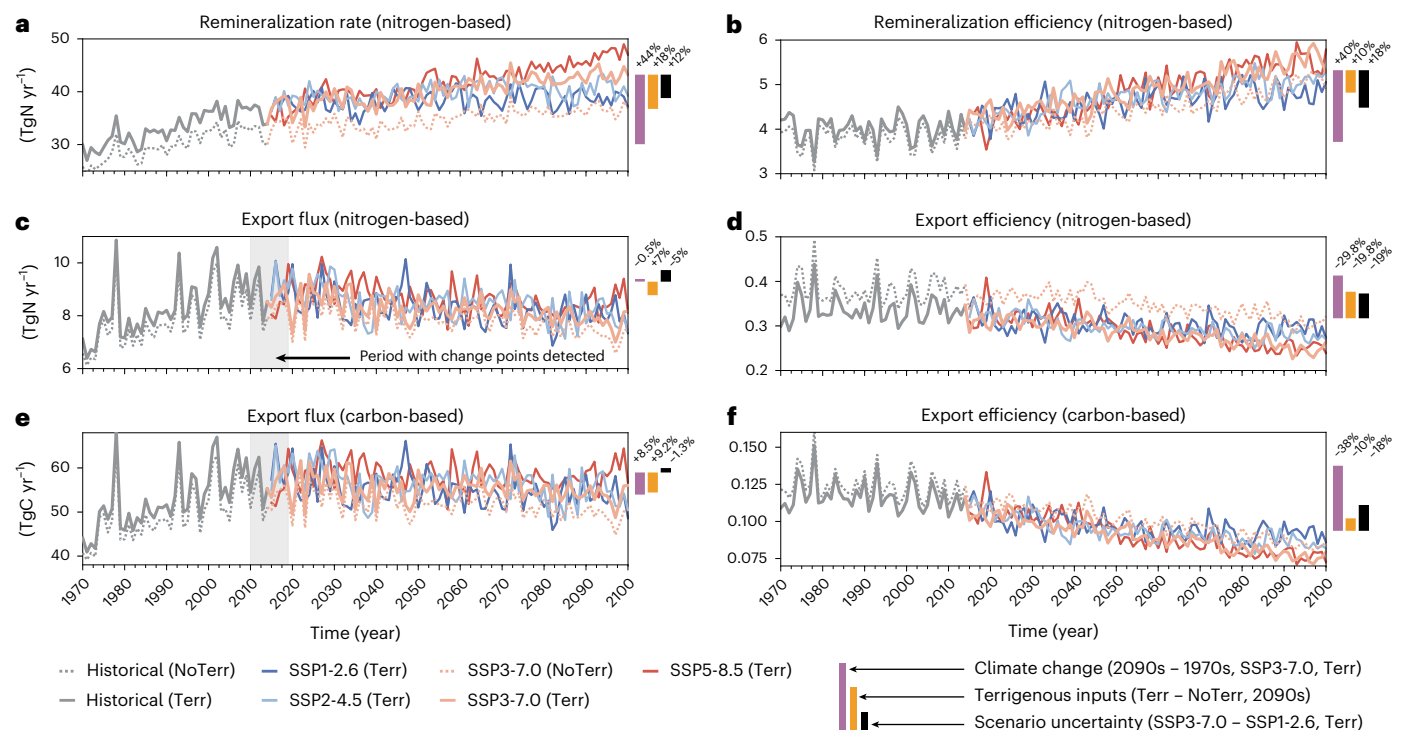 a Remineralization rate (nitrogen-based)
(TgN yr⁻¹)
50
40
30
+44%
+18%
+12%
b Remineralization efficiency (nitrogen-based)
6
5
4
3
+40%
+10%
+18%
c Export flux (nitrogen-based)
(TgN yr⁻¹)
10
8
6
Period with change points detected
−0.5%
+7%
−5%
d Export efficiency (nitrogen-based)
0.5
0.4
0.3
0.2
−29.8%
−19.8%
−19%
e Export flux (carbon-based)
(TgC yr⁻¹)
60
50
40
+8.5%
+9.2%
−1.3%
1970 1980 1990 2000 2010 2020 2030 2040 2050 2060 2070 2080 2090 2100
Time (year)
f Export efficiency (carbon-based)
0.150
0.125
0.100
0.075
−38%
−10%
−18%
1970 1980 1990 2000 2010 2020 2030 2040 2050 2060 2070 2080 2090 2100
Time (year)
Historical (NoTerr) SSP1-2.6 (Terr) SSP3-7.0 (NoTerr) SSP5-8.5 (Terr)
Historical (Terr) SSP2-4.5 (Terr) SSP3-7.0 (Terr)
Climate change (2090s – 1970s, SSP3-7.0, Terr)
Terrigenous inputs (Terr – NoTerr, 2090s)
Scenario uncertainty (SSP3-7.0 – SSP1-2.6, Terr)